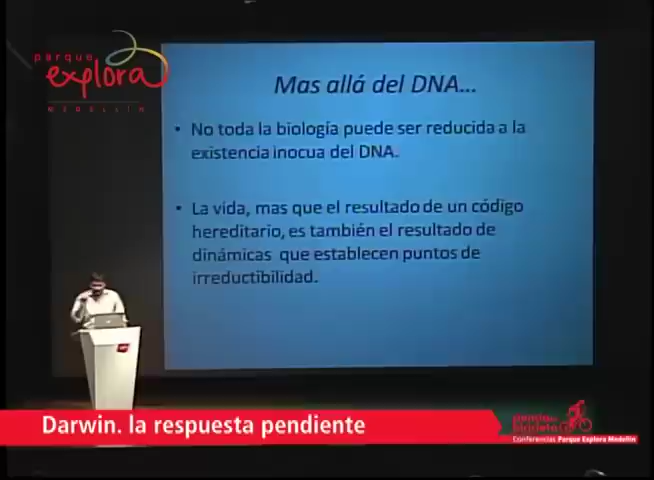 parque
explora
MEDELLÍN
Mas allá del DNA...
• No toda la biología puede ser reducida a la
existencia inocua del DNA.
• La vida, mas que el resultado de un código
hereditario, es también el resultado de
dinámicas que establecen puntos de
irreductibilidad.
Darwin. la respuesta pendiente
bicicleta
Conferencias Parque Explora Medellín